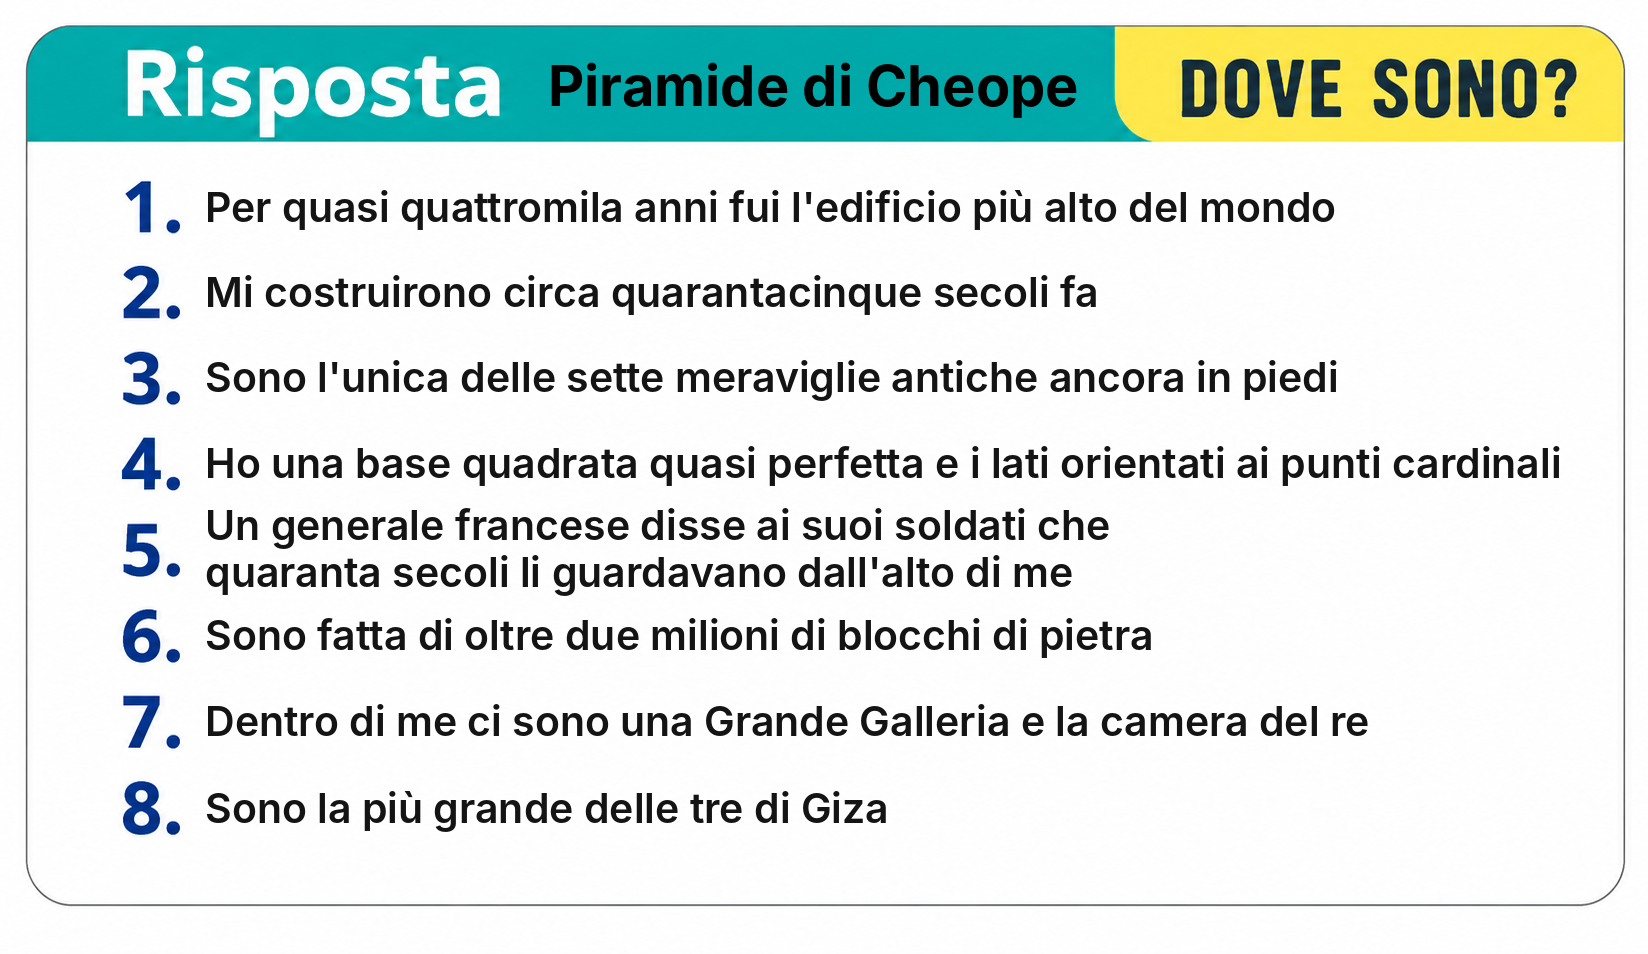 Risposta Piramide di Cheope DOVE SONO?
1. Per quasi quattromila anni fui l'edificio più alto del mondo
2. Mi costruirono circa quarantacinque secoli fa
3. Sono l'unica delle sette meraviglie antiche ancora in piedi
4. Ho una base quadrata quasi perfetta e i lati orientati ai punti cardinali
5. Un generale francese disse ai suoi soldati che
quaranta secoli li guardavano dall'alto di me
6. Sono fatta di oltre due milioni di blocchi di pietra
7. Dentro di me ci sono una Grande Galleria e la camera del re
8. Sono la più grande delle tre di Giza